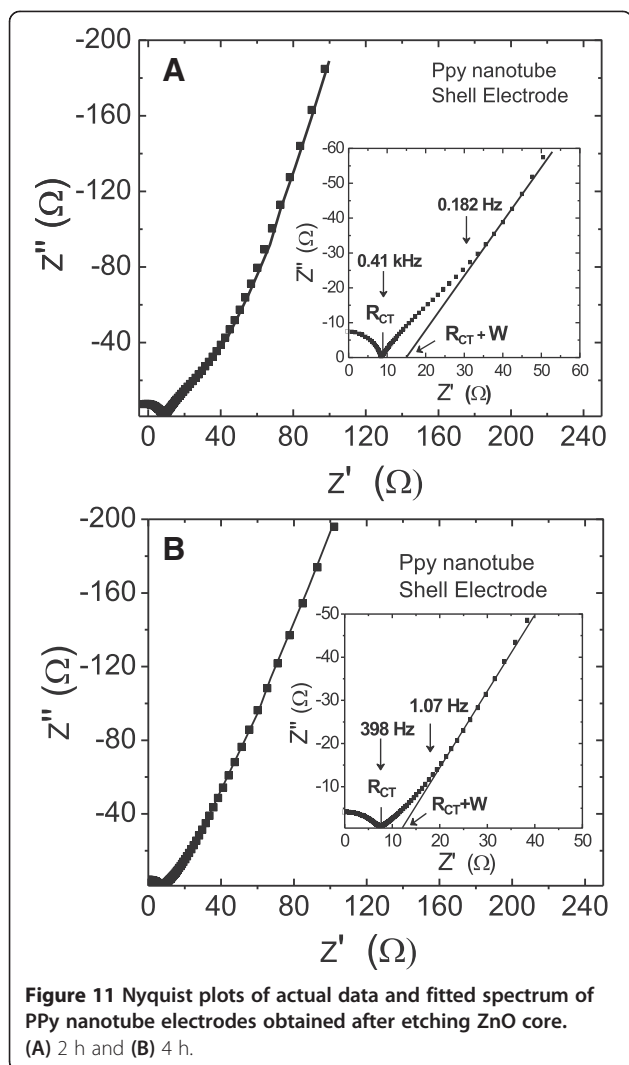 -200
-160
-120
-80
-40
Z'' (Ω)
A
Ppy nanotube
Shell Electrode
-60
-50
-40
-30
-20
-10
0
Z'' (Ω)
0.41 kHz
R_CT
0.182 Hz
R_CT + W
0 10 20 30 40 50 60
Z' (Ω)
0 40 80 120 160 200 240
Z' (Ω)
-200
-160
-120
-80
-40
Z'' (Ω)
B
Ppy nanotube
Shell Electrode
-50
-40
-30
-20
-10
Z'' (Ω)
398 Hz
R_CT
1.07 Hz
R_CT+W
0 10 20 30 40 50
Z' (Ω)
0 40 80 120 160 200 240
Z' (Ω)
Figure 11 Nyquist plots of actual data and fitted spectrum of
PPy nanotube electrodes obtained after etching ZnO core.
(A) 2 h and (B) 4 h.